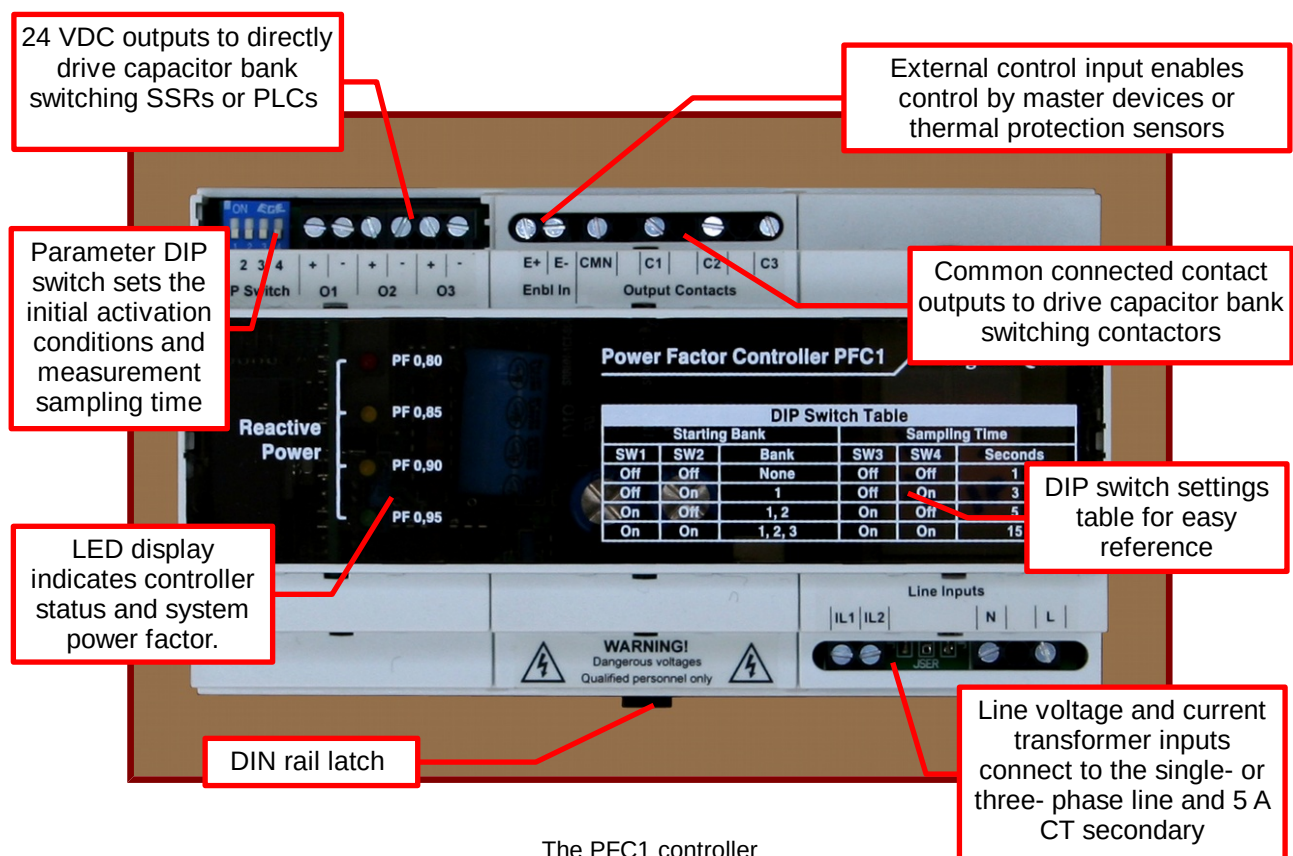 24 VDC outputs to directly
drive capacitor bank
switching SSRs or PLCs
External control input enables
control by master devices or
thermal protection sensors
ON
1 2 3 4
E+ E- CMN C1 C2 C3
Enbl In Output Contacts
2 3 4 + - + - + -
Switch O1 O2 O3
Parameter DIP
switch sets the
initial activation
conditions and
measurement
sampling time
Common connected contact
outputs to drive capacitor bank
switching contactors
Reactive
Power
PF 0,80
PF 0,85
PF 0,90
PF 0,95
Power Factor Controller PFC1
DIP Switch Table
Starting Bank Sampling Time
SW1 SW2 Bank SW3 SW4 Seconds
Off Off None Off Off 1
Off On 1 Off On 3
On Off 1, 2 On Off 5
On On 1, 2, 3 On On 15
DIP switch settings
table for easy
reference
LED display
indicates controller
status and system
power factor.
Line Inputs
IL1 IL2 N L
JSER
WARNING!
Dangerous voltages
Qualified personnel only
DIN rail latch
Line voltage and current
transformer inputs
connect to the single- or
three- phase line and 5 A
CT secondary
The PFC1 controller